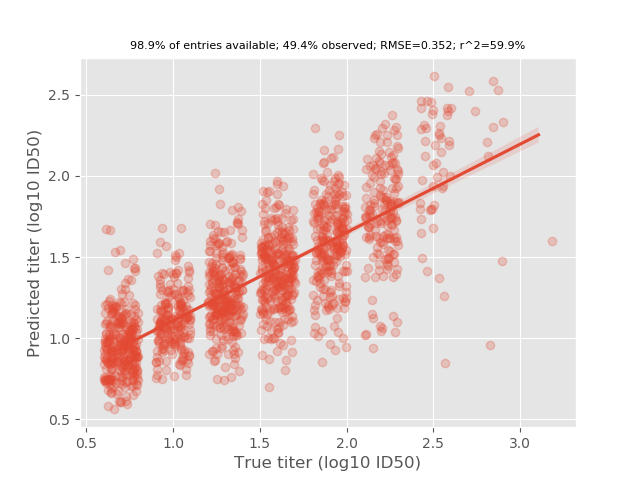 98.9% of entries available; 49.4% observed; RMSE=0.352; r^2=59.9%
Predicted titer (log10 ID50)
2.5
2.0
1.5
1.0
0.5
0.5 1.0 1.5 2.0 2.5 3.0
True titer (log10 ID50)